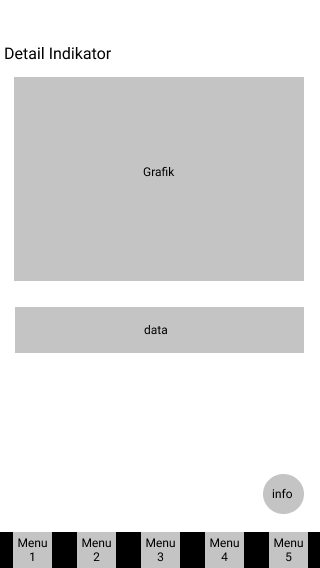 Detail Indikator
Grafik
data
info
Menu
1
Menu
2
Menu
3
Menu
4
Menu
5